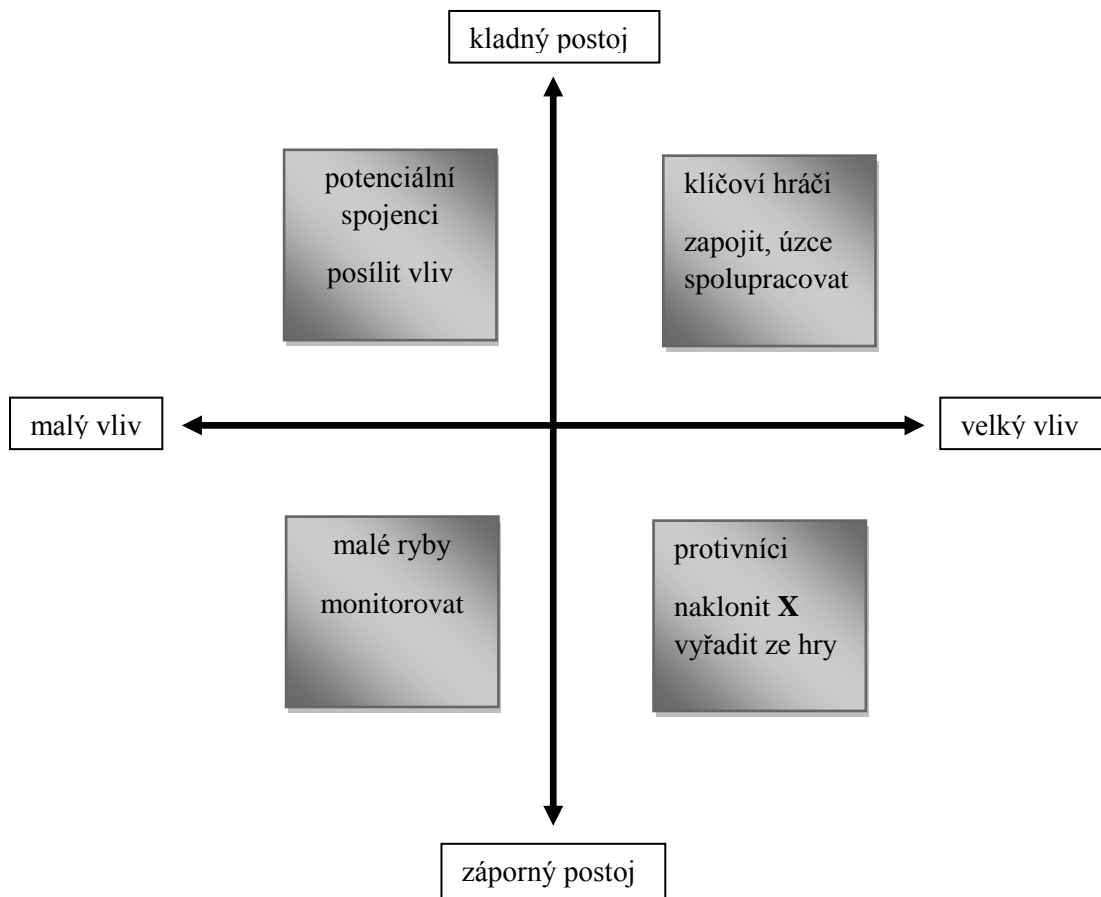 kladný postoj
potenciální
spojenci
posílit vliv
klíčoví hráči
zapojit, úzce
spolupracovat
malý vliv
velký vliv
malé ryby
monitorovat
protivníci
naklonit X
vyřadit ze hry
záporný postoj